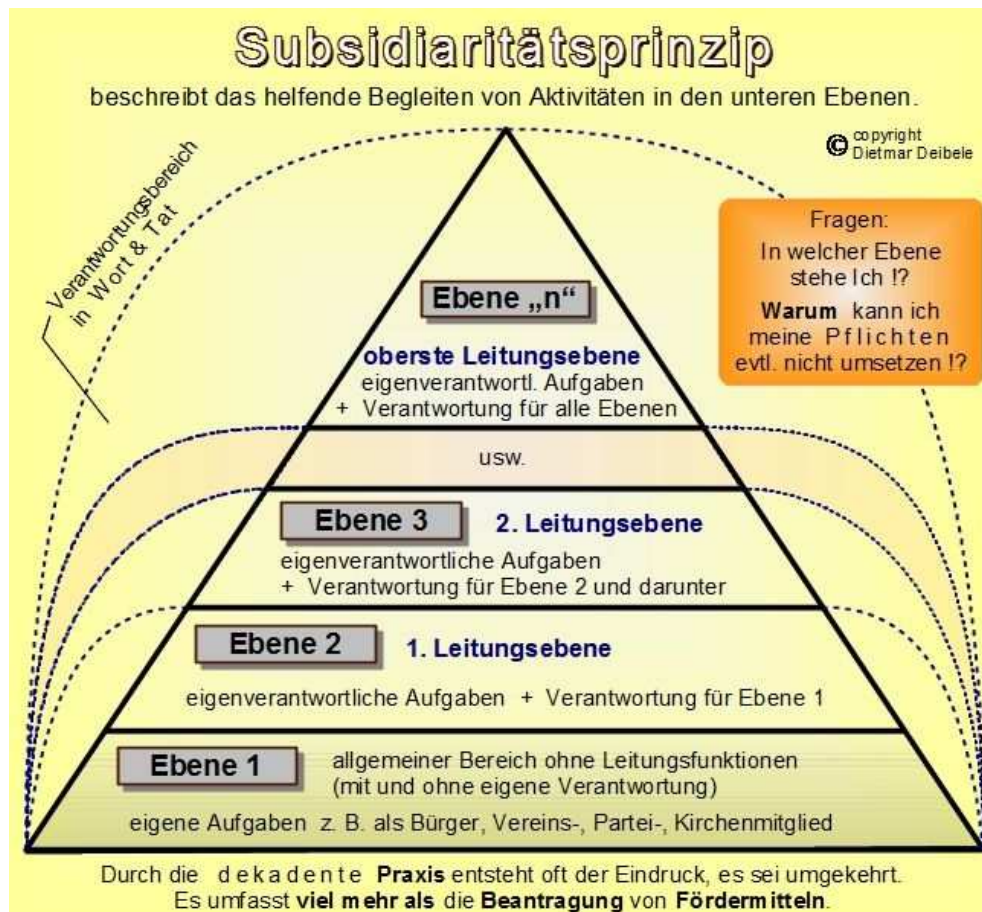 Subsidiaritätsprinzip
beschreibt das helfende Begleiten von Aktivitäten in den unteren Ebenen.
© copyright
Dietmar Deibele
Verantwortungsbereich
in Wort & Tat
Fragen:
In welcher Ebene
stehe Ich !?
Warum kann ich
meine Pflichten
evtl. nicht umsetzen !?
Ebene „n“
oberste Leitungsebene
eigenverantwortl. Aufgaben
+ Verantwortung für alle Ebenen
usw.
Ebene 3 2. Leitungsebene
eigenverantwortliche Aufgaben
+ Verantwortung für Ebene 2 und darunter
Ebene 2 1. Leitungsebene
eigenverantwortliche Aufgaben + Verantwortung für Ebene 1
Ebene 1 allgemeiner Bereich ohne Leitungsfunktionen
(mit und ohne eigene Verantwortung)
eigene Aufgaben z. B. als Bürger, Vereins-, Partei-, Kirchenmitglied
Durch die dekadente Praxis entsteht oft der Eindruck, es sei umgekehrt.
Es umfasst viel mehr als die Beantragung von Fördermitteln.